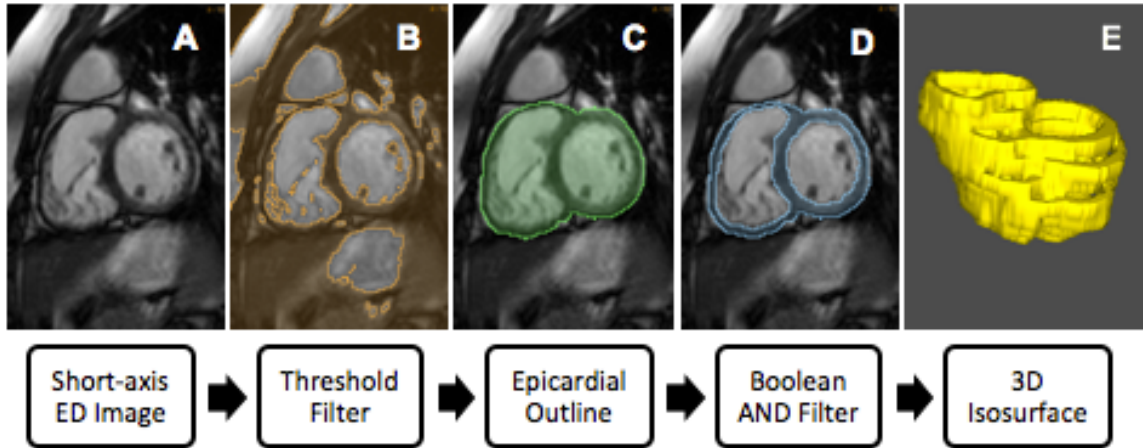 A
B
C
D
E
Short-axis
ED Image
Threshold
Filter
Epicardial
Outline
Boolean
AND Filter
3D
Isosurface